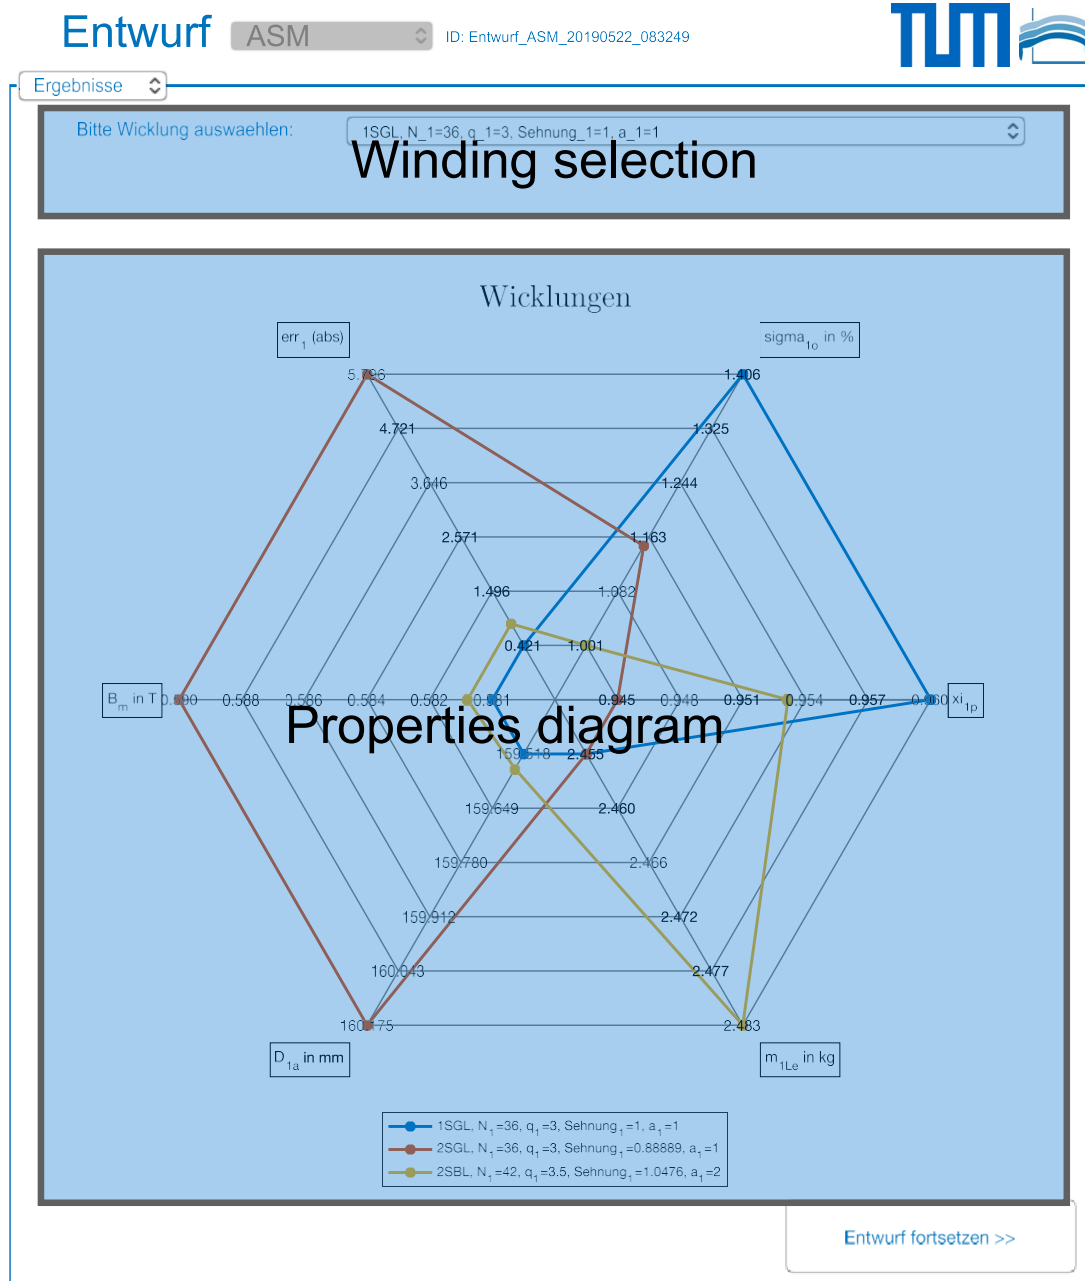 Entwurf ASM ID: Entwurf_ASM_20190522_083249 TUM
Ergebnisse
Bitte Wicklung auswaehlen: 1SGL, N_1=36, q_1=3, Sehnung_1=1, a_1=1
Winding selection
Wicklungen
err1 (abs) sigma1o in %
5.796 1.406
4.721 1.325
3.646 1.244
2.571 1.163
1.496 1.082
0.421 1.001
Bm in T 0.590 0.588 0.586 0.584 0.582 0.581 0.945 0.948 0.951 0.954 0.957 0.960 xi1p
Properties diagram
159.518 2.455
159.649 2.460
159.780 2.466
159.912 2.472
160.043 2.477
160.175 2.483
D1a in mm m1Le in kg
1SGL, N1=36, q1=3, Sehnung1=1, a1=1
2SGL, N1=36, q1=3, Sehnung1=0.88889, a1=1
2SBL, N1=42, q1=3.5, Sehnung1=1.0476, a1=2
Entwurf fortsetzen >>